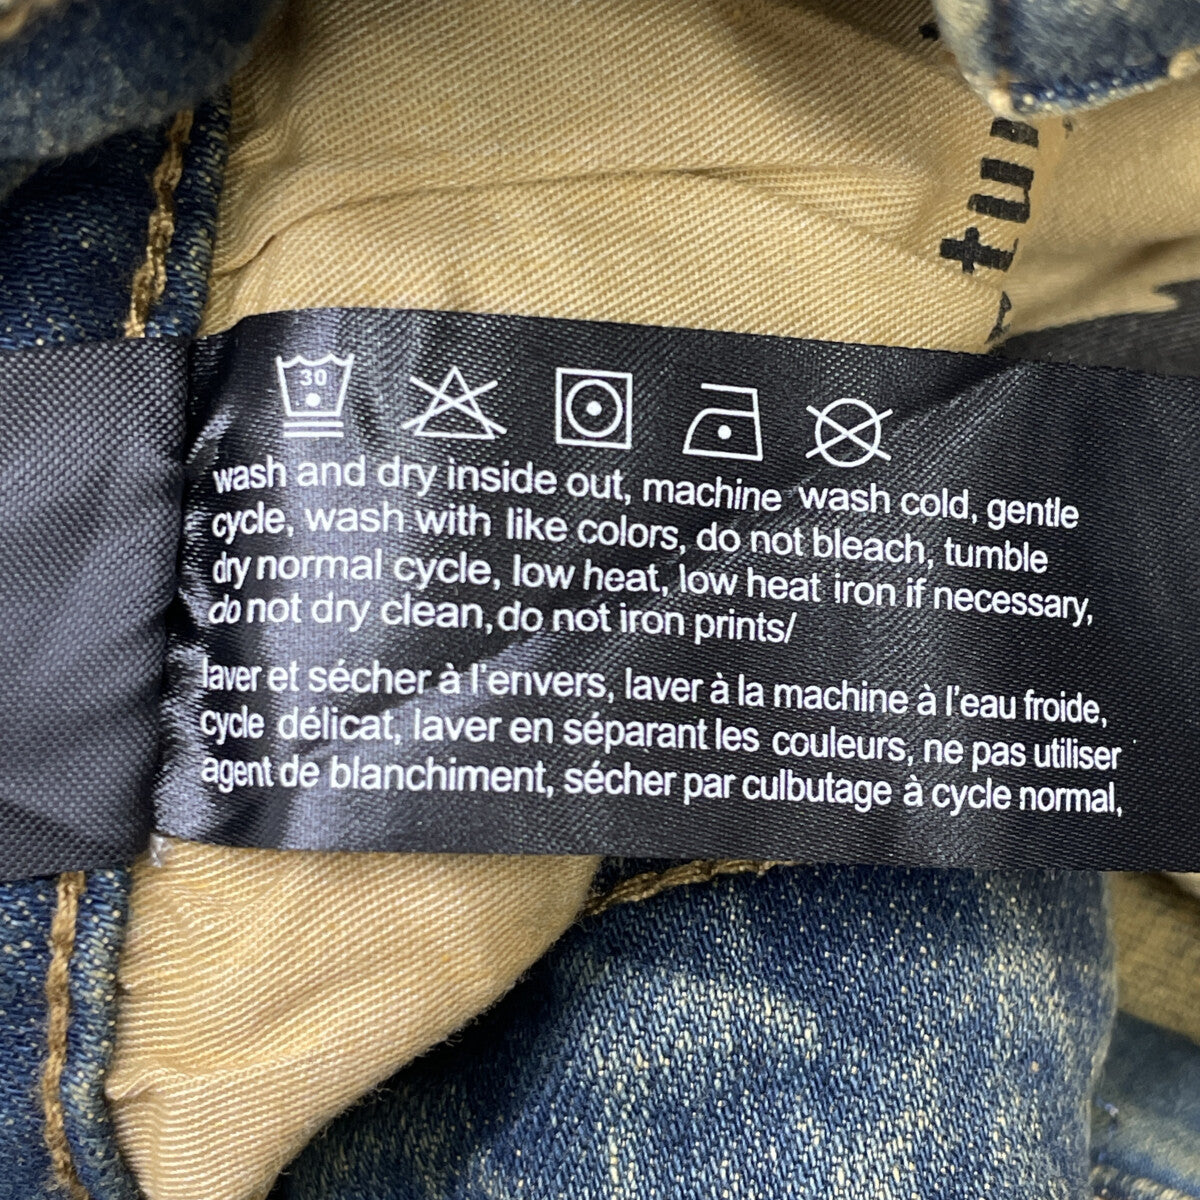 30
wash and dry inside out, machine wash cold, gentle
cycle, wash with like colors, do not bleach, tumble
dry normal cycle, low heat, low heat iron if necessary,
do not dry clean, do not iron prints/
laver et sécher à l'envers, laver à la machine à l'eau froide,
cycle délicat, laver en séparant les couleurs, ne pas utiliser
agent de blanchiment, sécher par culbutage à cycle normal,